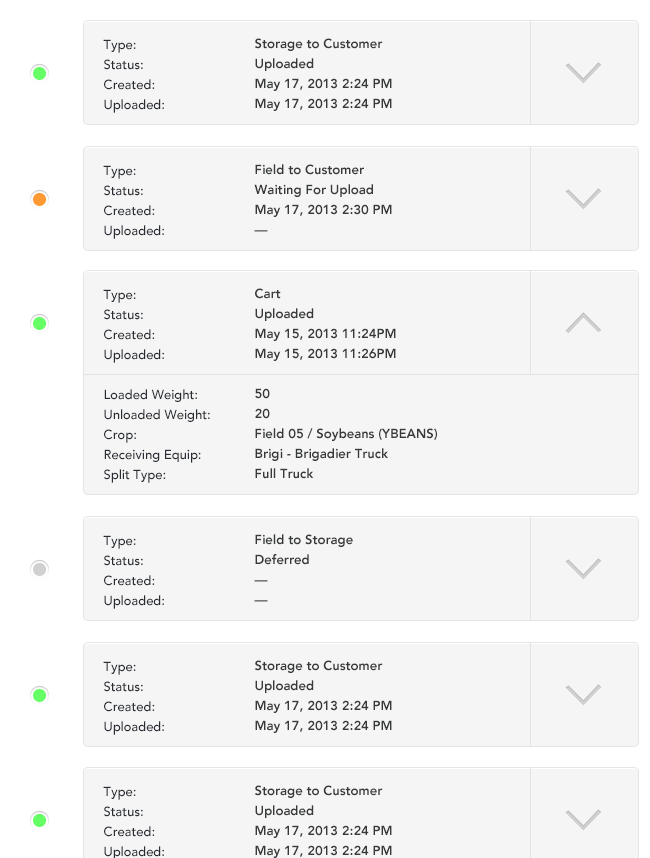 Type: Storage to Customer
Status: Uploaded
Created: May 17, 2013 2:24 PM
Uploaded: May 17, 2013 2:24 PM
Type: Field to Customer
Status: Waiting For Upload
Created: May 17, 2013 2:30 PM
Uploaded: —
Type: Cart
Status: Uploaded
Created: May 15, 2013 11:24PM
Uploaded: May 15, 2013 11:26PM
Loaded Weight: 50
Unloaded Weight: 20
Crop: Field 05 / Soybeans (YBEANS)
Receiving Equip: Brigi - Brigadier Truck
Split Type: Full Truck
Type: Field to Storage
Status: Deferred
Created: —
Uploaded: —
Type: Storage to Customer
Status: Uploaded
Created: May 17, 2013 2:24 PM
Uploaded: May 17, 2013 2:24 PM
Type: Storage to Customer
Status: Uploaded
Created: May 17, 2013 2:24 PM
Uploaded: May 17, 2013 2:24 PM